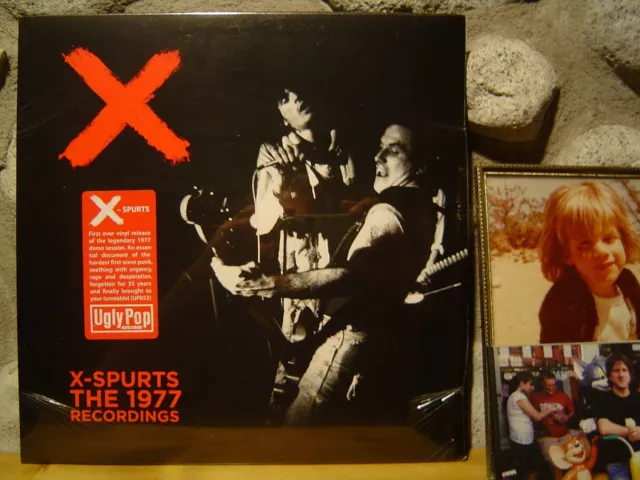 X
X-SPURTS
First ever vinyl release
of the legendary 1977
demo session. An essen-
tial document of the
hardest first wave punk,
seething with urgency,
rage and desperation,
forgotten for 35 years
and finally brought to
your turntable! (UP053)
Ugly Pop
RECORDS
X-SPURTS
THE 1977
RECORDINGS